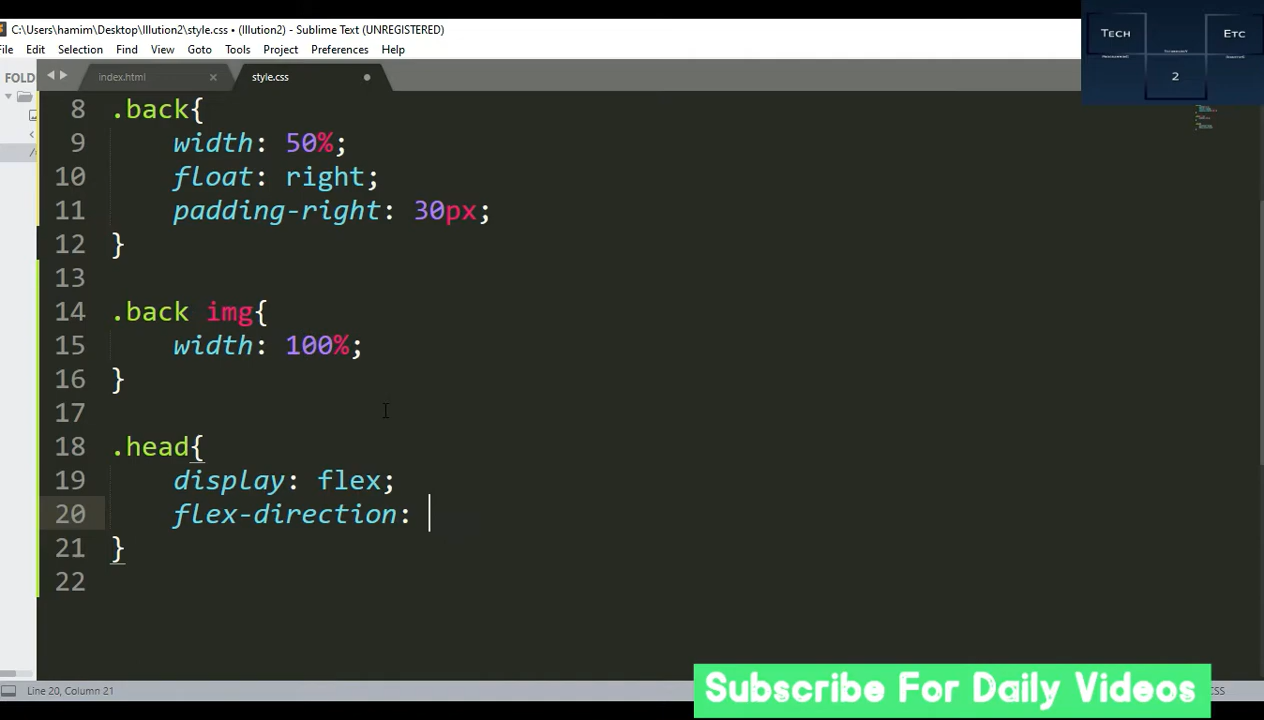 C:\Users\hamim\Desktop\Illution2\style.css • (Illution2) - Sublime Text (UNREGISTERED)
File Edit Selection Find View Goto Tools Project Preferences Help
FOLD
index.html
style.css
Tech
Etc
2
8 .back{
9 width: 50%;
10 float: right;
11 padding-right: 30px;
12 }
13
14 .back img{
15 width: 100%;
16 }
17
18 .head{
19 display: flex;
20 flex-direction:
21 }
22
Line 20, Column 21
Subscribe For Daily Videos
CSS